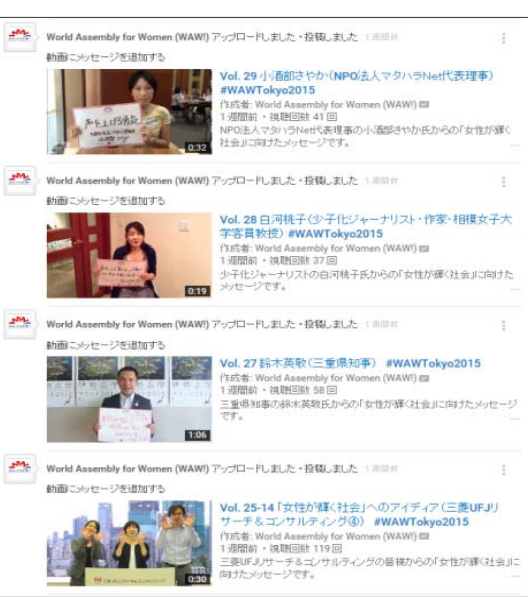 World Assembly for Women (WAW!) アップロードしました・投稿しました 1 週間前
動画にメッセージを追加する
Vol. 29 小酒部さやか(NPO法人マタハラNet代表理事)
#WAWTokyo2015
作成者: World Assembly for Women (WAW!)
1 週間前・視聴回数 41 回
NPO法人マタハラNet代表理事の小酒部さやか氏からの「女性が輝く
社会」に向けたメッセージです。
...
声を上げる勇気
0:32
World Assembly for Women (WAW!) アップロードしました・投稿しました 1 週間前
動画にメッセージを追加する
Vol. 28 白河桃子(少子化ジャーナリスト・作家・相模女子大
学客員教授) #WAWTokyo2015
作成者: World Assembly for Women (WAW!)
1 週間前・視聴回数 37 回
少子化ジャーナリストの白河桃子氏からの「女性が輝く社会」に向けた
メッセージです。
...
0:19
World Assembly for Women (WAW!) アップロードしました・投稿しました 1 週間前
動画にメッセージを追加する
Vol. 27 鈴木英敬(三重県知事) #WAWTokyo2015
作成者: World Assembly for Women (WAW!)
1 週間前・視聴回数 58 回
三重県知事の鈴木英敬氏からの「女性が輝く社会」に向けたメッセージ
です。
...
1:06
World Assembly for Women (WAW!) アップロードしました・投稿しました 1 週間前
動画にメッセージを追加する
Vol. 25-14 「女性が輝く社会」へのアイディア(三菱UFJリ
サーチ&コンサルティング④) #WAWTokyo2015
作成者: World Assembly for Women (WAW!)
1 週間前・視聴回数 119 回
三菱UFJリサーチ&コンサルティングの皆様からの「女性が輝く社会」に
向けたメッセージです。
...
0:30